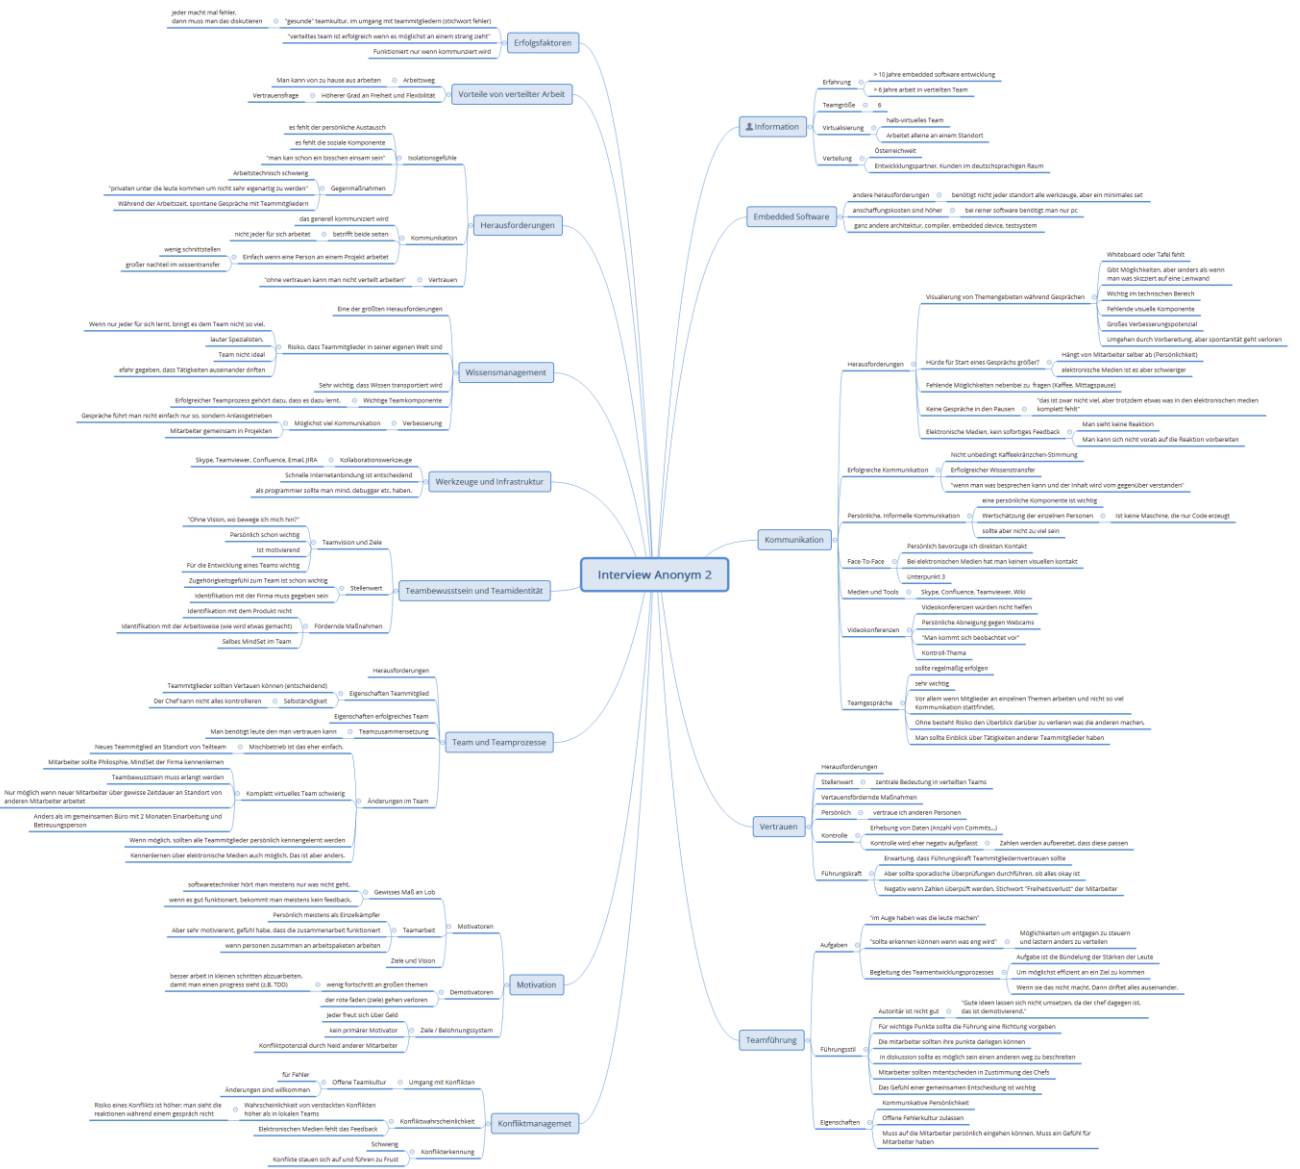 Interview Anonym 2
Erfolgsfaktoren
jeder macht mal fehler,
dann muss man das diskutieren
"gesunde" teamkultur, im umgang mit teammitgliedern (stichwort fehler)
"verteiltes team ist erfolgreich wenn es möglichst an einem strang zieht"
Funktioniert nur wenn kommunziert wird
Vorteile von verteilter Arbeit
Man kann von zu hause aus arbeiten
Arbeitsweg
Vertrauensfrage
Höherer Grad an Freiheit und Flexibilität
Herausforderungen
Isolationsgefühle
es fehlt der persönliche Austausch
es fehlt die soziale Komponente
"man kan schon ein bisschen einsam sein"
Gegenmaßnahmen
Arbeitstechnisch schwierig
"privaten unter die leute kommen um nicht sehr eigenartig zu werden"
Während der Arbeitszeit, spontane Gespräche mit Teammitgliedern
Kommunikation
das generell kommuniziert wird
nicht jeder für sich arbeitet
betrifft beide seiten
Einfach wenn eine Person an einem Projekt arbeitet
wenig schnittstellen
großer nachteil im wissentransfer
"ohne vertrauen kann man nicht verteilt arbeiten"
Vertrauen
Wissensmanagement
Eine der größten Herausforderungen
Risiko, dass Teammitglieder in seiner eigenen Welt sind
Wenn nur jeder für sich lernt, bringt es dem Team nicht so viel.
lauter Spezialisten,
Team nicht ideal
efahr gegeben, dass Tätigkeiten auseinander driften
Sehr wichtig, dass Wissen transportiert wird
Erfolgreicher Teamprozess gehört dazu, dass es dazu lernt.
Wichtige Teamkomponente
Gespräche führt man nicht einfach nur so, sondern Anlassgetrieben
Mitarbeiter gemeinsam in Projekten
Möglichst viel Kommunikation
Verbesserung
Werkzeuge und Infrastruktur
Skype, Teamviewer, Confluence, Email, JIRA
Kollaborationswerkzeuge
Schnelle Internetanbindung ist entscheidend
als programmier sollte man mind. debugger etc. haben.
Teambewusstsein und Teamidentität
Teamvision und Ziele
"Ohne Vision, wo bewege ich mich hin?"
Persönlich schon wichtig
Ist motivierend
Für die Entwicklung eines Teams wichtig
Stellenwert
Zugehörigkeitsgefühl zum Team ist schon wichtig
Identifikation mit der Firma muss gegeben sein
Fördernde Maßnahmen
Identifikation mit dem Produkt nicht
Identifikation mit der Arbeitsweise (wie wird etwas gemacht)
Selbes MindSet im Team
Team und Teamprozesse
Herausforderungen
Eigenschaften Teammitglied
Teammitglieder sollten Vertauen können (entscheidend)
Der Chef kann nicht alles kontrollieren
Selbständigkeit
Eigenschaften erfolgreiches Team
Man benötigt leute den man vertrauen kann
Teamzusammensetzung
Änderungen im Team
Neues Teammitglied an Standort von Teilteam
Mischbetrieb ist das eher einfach.
Komplett virtuelles Team schwierig
Mitarbeiter sollte Philosphie, MindSet der Firma kennenlernen
Teambewusstsein muss erlangt werden
Nur möglich wenn neuer Mitarbeiter über gewisse Zeitdauer an Standort von
anderen Mitarbeiter arbeitet
Anders als im gemeinsamen Büro mit 2 Monaten Einarbeitung und
Betreuungsperson
Wenn möglich, sollten alle Teammitglieder persönlich kennengelernt werden
Kennenlernen über elektronische Medien auch möglich. Das ist aber anders.
Motivation
Motivatoren
Gewisses Maß an Lob
softwaretechniker hört man meistens nur was nicht geht.
wenn es gut funktionert, bekommt man meistens kein feedback.
Teamarbeit
Persönlich meistens als Einzelkämpfer
Aber sehr motivierent, gefühl habe, dass die zusammenarbeit funktioniert
wenn personen zusammen an arbeitspaketen arbeiten
Ziele und Vision
Demotivatoren
besser arbeit in kleinen schritten abzuarbeiten.
damit man einen progress sieht (z.B. TDD)
wenig fortschritt an großen themen
der rote faden (ziele) gehen verloren
Ziele / Belohnungssystem
Jeder freut sich über Geld
kein primärer Motivator
Konfliktpotenzial durch Neid anderer Mitarbeiter
Konfliktmanagemet
für Fehler
Änderungen sind willkommen
Offene Teamkultur
Umgang mit Konflikten
Konfliktwahrscheinlichkeit
Risiko eines Konflikts ist höher; man sieht die
reaktionen während einem gespräch nicht
Wahrscheinlichkeit von versteckten Konflikten
höher als in lokalen Teams
Elektronischen Medien fehlt das Feedback
Konflikterkennung
Schwierig
Konflikte stauen sich auf und führen zu Frust
Information
Erfahrung
> 10 Jahre embedded software entwicklung
> 6 Jahre arbeit in verteilten Team
Teamgröße
6
Virtualisierung
halb-virtuelles Team
Arbeitet alleine an einem Standort
Verteilung
Österreichweit
Entwickklungspartner, Kunden im deutschsprachigen Raum
Embedded Software
andere herausforderungen
benötigt nicht jeder standort alle werkzeuge, aber ein minimales set
anschaffungskosten sind höher
bei reiner software benötigt man nur pc
ganz andere architektur, compiler, embedded device, testsystem
Kommunikation
Herausforderungen
Visualierung von Themengebieten während Gesprächen
Whiteboard oder Tafel fehlt
Gibt Möglichkeiten, aber ianders als wenn
man was skizziert auf eine Leinwand
Wichtig im technischen Bereich
Fehlende visuelle Komponente
Großes Verbesserungspotenzial
Umgehen durch Vorbereitung, aber spontanität geht verloren
Hürde für Start eines Gesprächs größer?
Hängt von Mitarbeiter selber ab (Persönlichkeit)
elektronische Medien ist es aber schwieriger
Fehlende Möglichkeiten nebenbei zu fragen (Kaffee, Mittagspause)
Keine Gespräche in den Pausen
"das ist zwar nicht viel, aber trotzdem etwas was in den elektronischen medien
komplett fehlt"
Elektronische Medien, kein sofortiges Feedback
Man sieht keine Reaktion
Man kann sich nicht vorab auf die Reaktion vorbereiten
Erfolgreiche Kommunikation
Nicht unbedingt Kaffeekränzchen-Stimmung
Erflolgreicher Wissenstransfer
"wenn man was besprechen kann und der Inhalt wird vom gegenüber verstanden"
Persönliche, Informelle Kommunikation
eine persönliche Komponente ist wichtig
Wertschätzung der einzelnen Personen
Ist keine Maschine, die nur Code erzeugt
sollte aber nicht zu viel sein
Face-To-Face
Persönlich bevorzuge ich direkten Kontakt
Bei elektronischen Medien hat man keinen visuellen kontakt
Unterpunkt 3
Medien und Tools
Skype, Confluence, Teamviewer, Wiki
Videokonferenzen
Videokonferenzen würden nicht helfen
Persönliche Abneigung gegen Webcams
"Man kommt sich beobachtet vor"
Kontroll-Thema
Teamgespräche
sollte regelmäßig erfolgen
sehr wichtig
Vor allem wenn Mitglieder an einzelnen Themen arbeiten und nicht so viel
Kommunikation stattfindet.
Ohne besteht Risiko den Überblick darüber zu verlieren was die anderen machen.
Man sollte Einblick über Tätigkeiten anderer Teammitglieder haben
Vertrauen
Herausforderungen
Stellenwert
zentrale Bedeutung in verteilten Teams
Vertauensfördernde Maßnahmen
Persönlich
vertraue ich anderen Personen
Kontrolle
Erhebung von Daten (Anzahl von Commits...)
Kontrolle wird eher negativ aufgefasst
Zahlen werden aufbereitet, dass diese passen
Führungskraft
Erwartung, dass Führungskraft Teammitgliedernvertrauen sollte
Aber sollte sporadische Überprüfungen durchführen, ob alles okay ist
Negativ wenn Zahlen überpüft werden, Stichwort "Freiheitsverlust" der Mitarbeiter
Teamführung
Aufgaben
"im Auge haben was die leute machen"
"sollte erkennen können wenn was eng wird"
Möglichkeiten um entgegen zu steuern
und lastern anders zu verteilen
Begleitung des Teamentwicklungsprozesses
Aufgabe ist die Bündelung der Stärken der Leute
Um möglichst effizient an ein Ziel zu kommen
Wenn sie das nicht macht. Dann driftet alles auseinander.
Führungsstil
Autoritär ist nicht gut
"Gute Ideen lassen sich nicht umsetzen, da der chef dagegen ist.
das ist demotivierend."
Für wichtige Punkte sollte die Führung eine Richtung vorgeben
Die mitarbeiter sollten ihre punkte darlegen können
in diskussion sollte es möglich sein einen anderen weg zu beschreiten
Mitarbeiter sollten mitentscheiden in Zustimmung des Chefs
Das Gefühl einer gemeinsamen Entscheidung ist wichtig
Eigenschaften
Kommunikative Persönlichkeit
Offene Fehlerkultur zulassen
Muss auf die Mitarbeiter persönlich eingehen können. Muss ein Gefühl für
Mitarbeiter haben